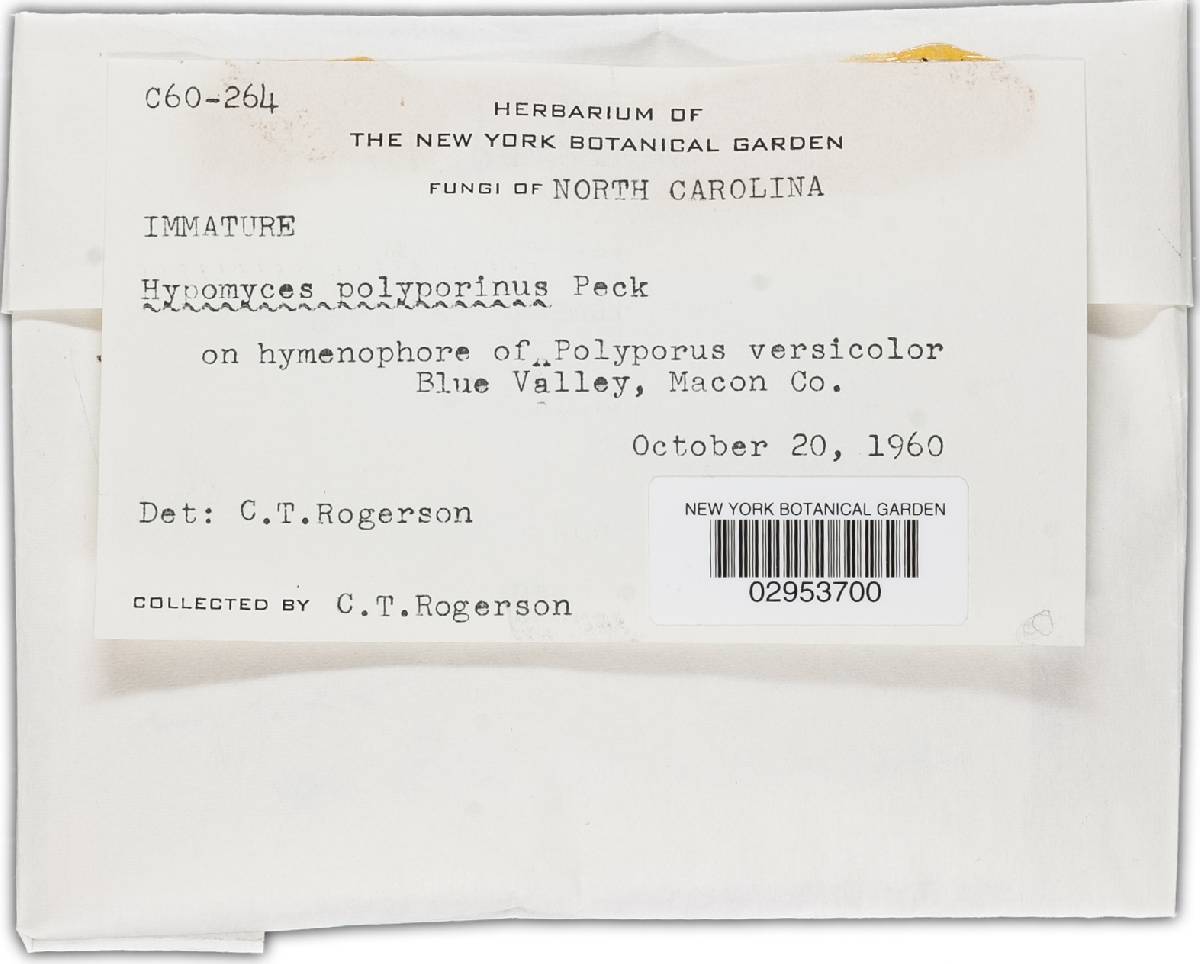 C60-264
HERBARIUM OF
THE NEW YORK BOTANICAL GARDEN
FUNGI OF NORTH CAROLINA
IMMATURE
Hypomyces polyporinus Peck
on hymenophore of Polyporus versicolor
Blue Valley, Macon Co.
October 20, 1960
Det: C.T.Rogerson
NEW YORK BOTANICAL GARDEN
02953700
COLLECTED BY C.T.Rogerson